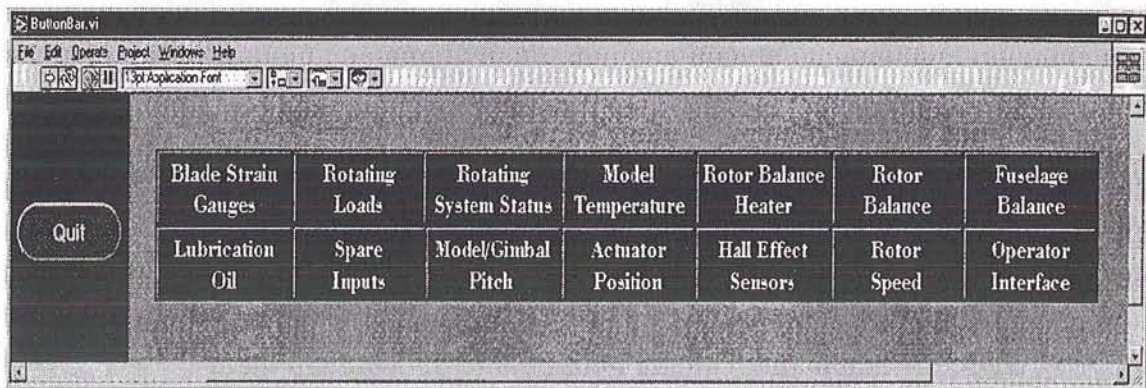 ButtonBar.vi
File Edit Operate Project Windows Help
13pt Application Font
Quit
Blade Strain Gauges
Rotating Loads
Rotating System Status
Model Temperature
Rotor Balance Heater
Rotor Balance
Fuselage Balance
Lubrication Oil
Spare Inputs
Model/Gimbal Pitch
Actuator Position
Hall Effect Sensors
Rotor Speed
Operator Interface